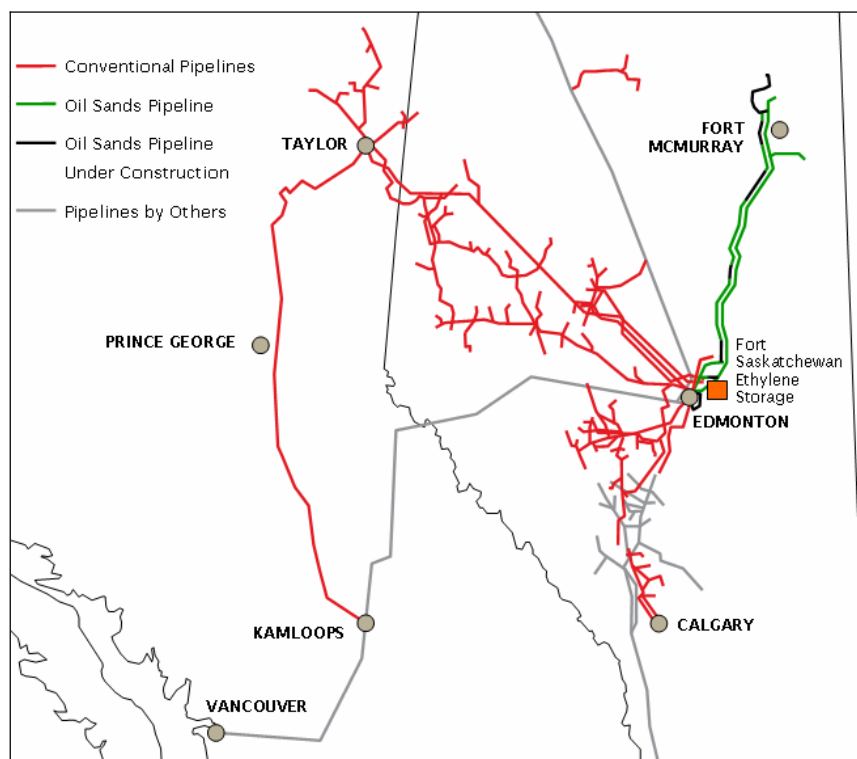 Conventional Pipelines
Oil Sands Pipeline
Oil Sands Pipeline
Under Construction
Pipelines by Others
TAYLOR
FORT
MCMURRAY
PRINCE GEORGE
Fort
Saskatchewan
Ethylene
Storage
EDMONTON
KAMLOOPS
CALGARY
VANCOUVER